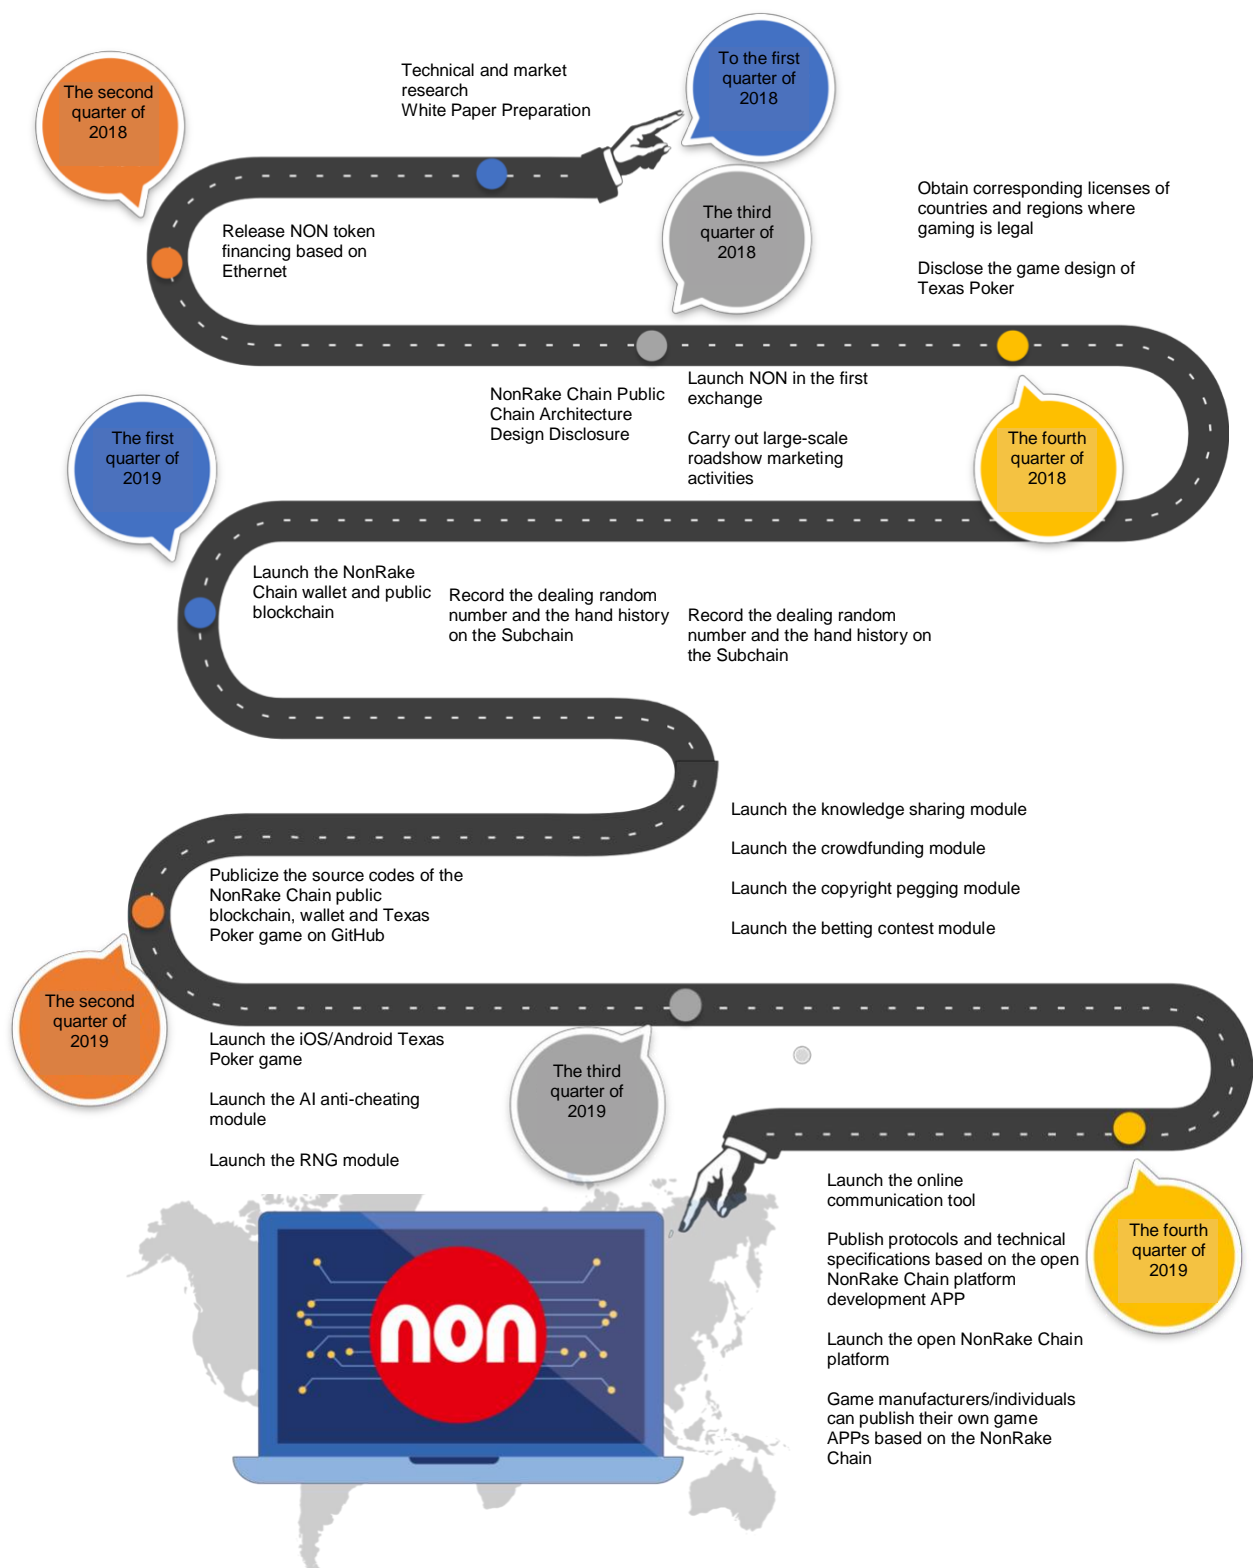 To the first
quarter of
2018
Technical and market
research
White Paper Preparation
The second
quarter of
2018
Release NON token
financing based on
Ethernet
The third
quarter of
2018
NonRake Chain Public
Chain Architecture
Design Disclosure
Launch NON in the first
exchange
Carry out large-scale
roadshow marketing
activities
Obtain corresponding licenses of
countries and regions where
gaming is legal
Disclose the game design of
Texas Poker
The fourth
quarter of
2018
The first
quarter of
2019
Launch the NonRake
Chain wallet and public
blockchain
Record the dealing random
number and the hand history
on the Subchain
Record the dealing random
number and the hand history on
the Subchain
Publicize the source codes of the
NonRake Chain public
blockchain, wallet and Texas
Poker game on GitHub
The second
quarter of
2019
Launch the iOS/Android Texas
Poker game
Launch the AI anti-cheating
module
Launch the RNG module
Launch the knowledge sharing module
Launch the crowdfunding module
Launch the copyright pegging module
Launch the betting contest module
The third
quarter of
2019
The fourth
quarter of
2019
Launch the online
communication tool
Publish protocols and technical
specifications based on the open
NonRake Chain platform
development APP
Launch the open NonRake Chain
platform
Game manufacturers/individuals
can publish their own game
APPs based on the NonRake
Chain
non